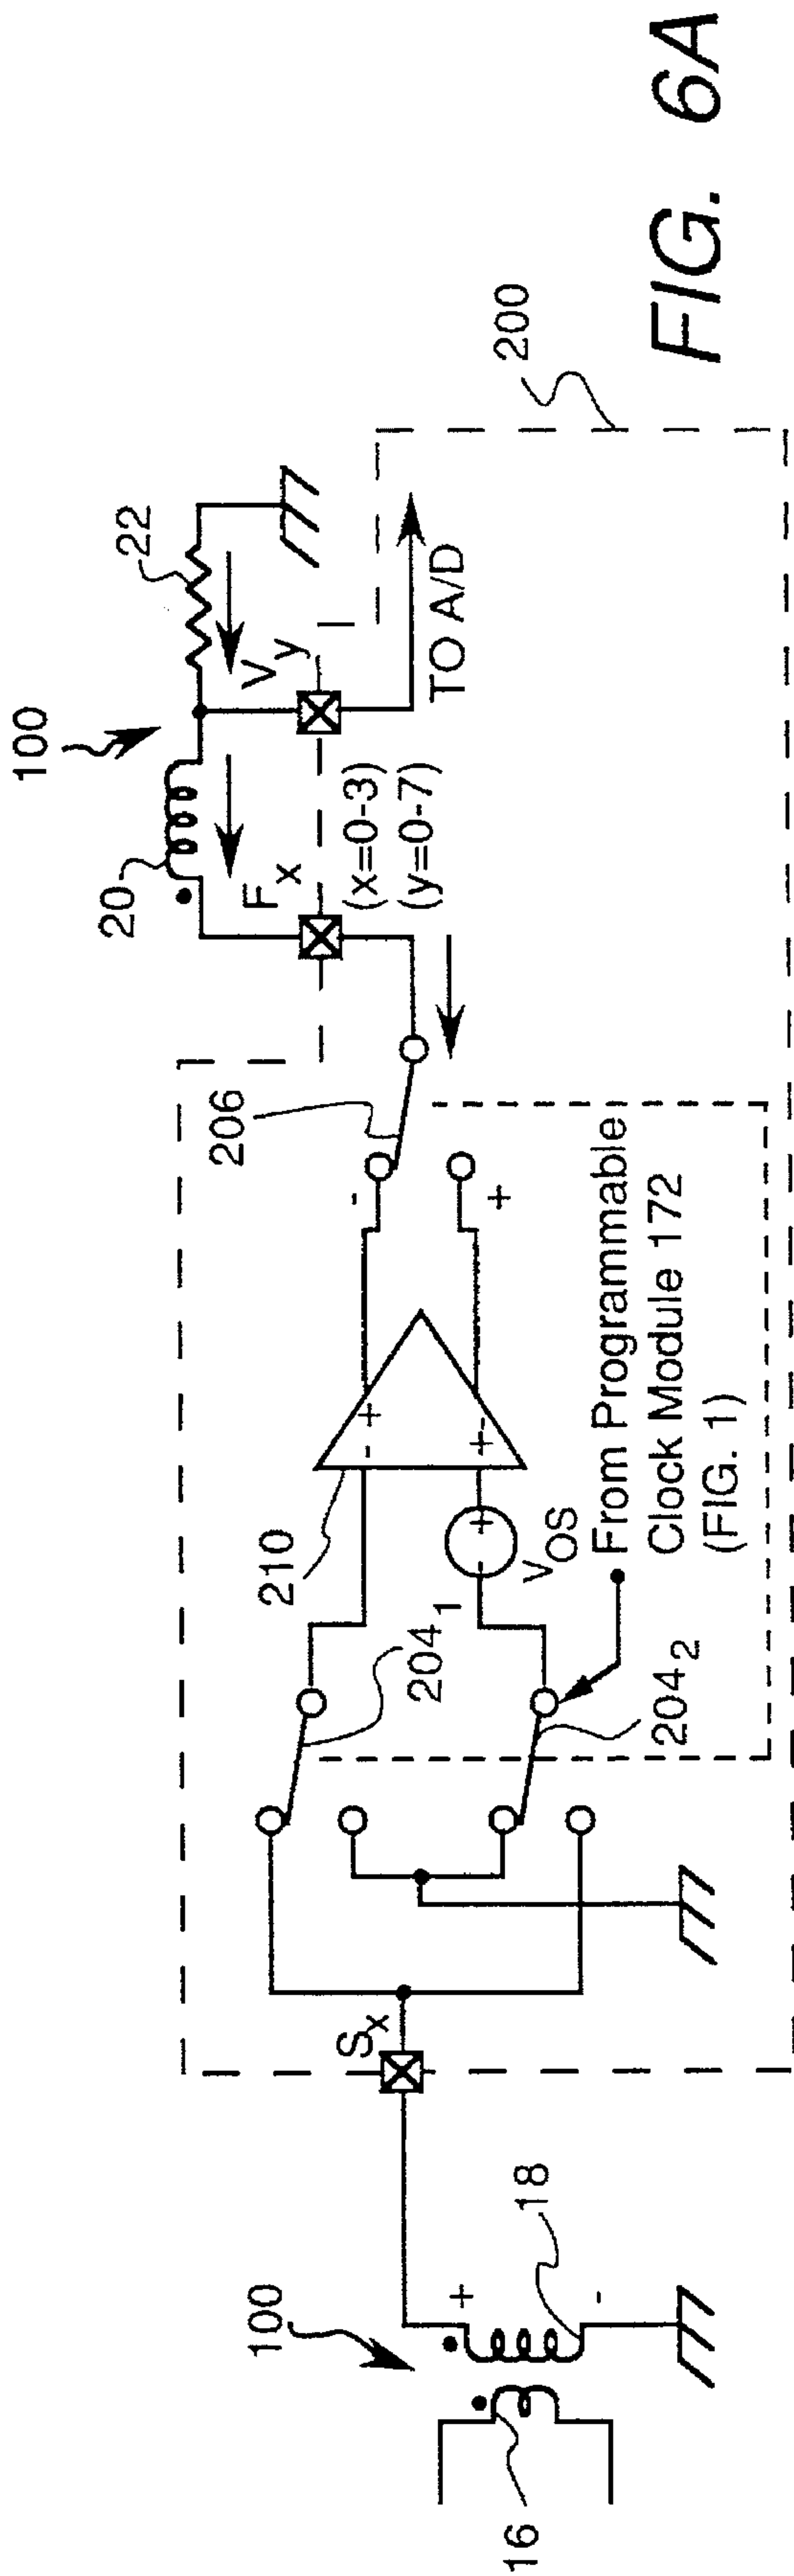 100
16
18
+
-
S
x
204
1
204
2
210
- +
+ -
+ -
V
OS
From Programmable
Clock Module 172
(FIG. 1)
206
-
+
F
x
(x=0-3)
(y=0-7)
20
100
22
V
y
TO A/D
200
FIG. 6A